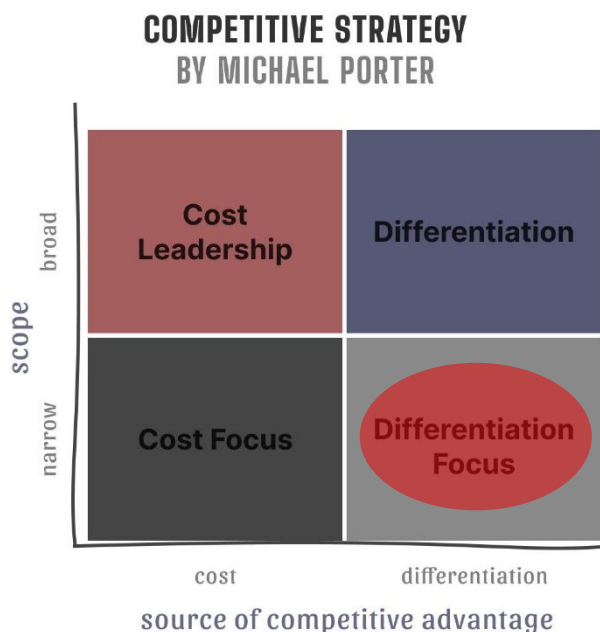 COMPETITIVE STRATEGY
BY MICHAEL PORTER
scope
broad
Cost
Leadership
Differentiation
narrow
Cost Focus
Differentiation
Focus
cost
differentiation
source of competitive advantage